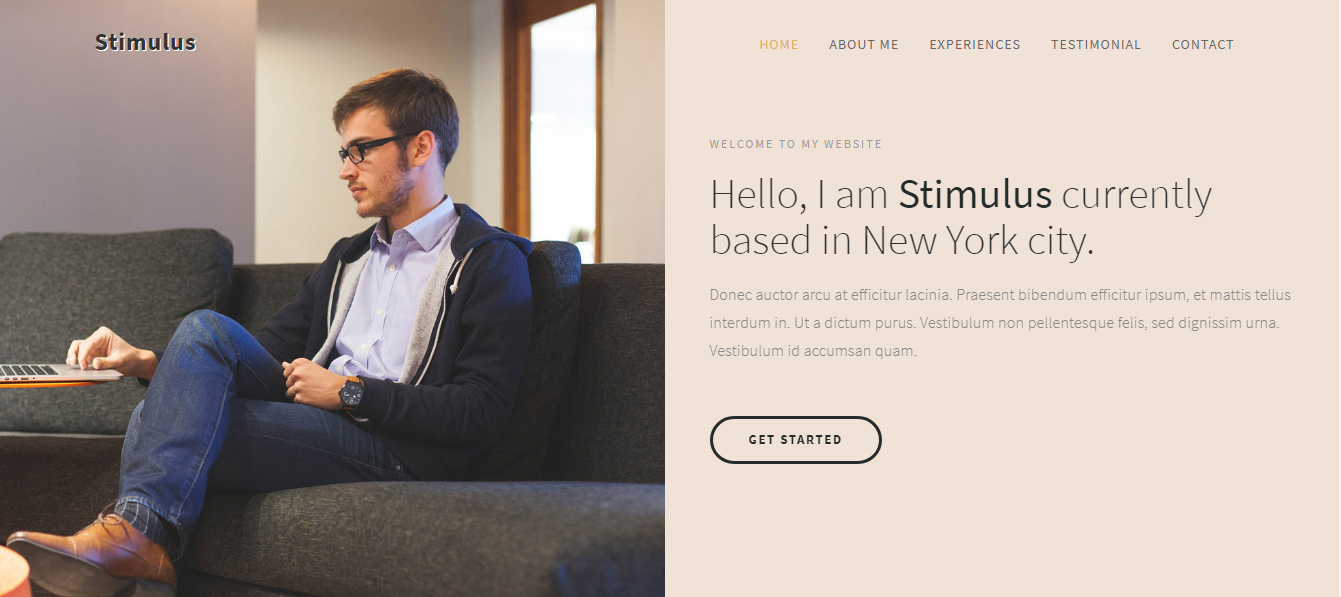 Stimulus
HOME ABOUT ME EXPERIENCES TESTIMONIAL CONTACT
WELCOME TO MY WEBSITE
Hello, I am Stimulus currently
based in New York city.
Donec auctor arcu at efficitur lacinia. Praesent bibendum efficitur ipsum, et mattis tellus
interdum in. Ut a dictum purus. Vestibulum non pellentesque felis, sed dignissim urna.
Vestibulum id accumsan quam.
GET STARTED